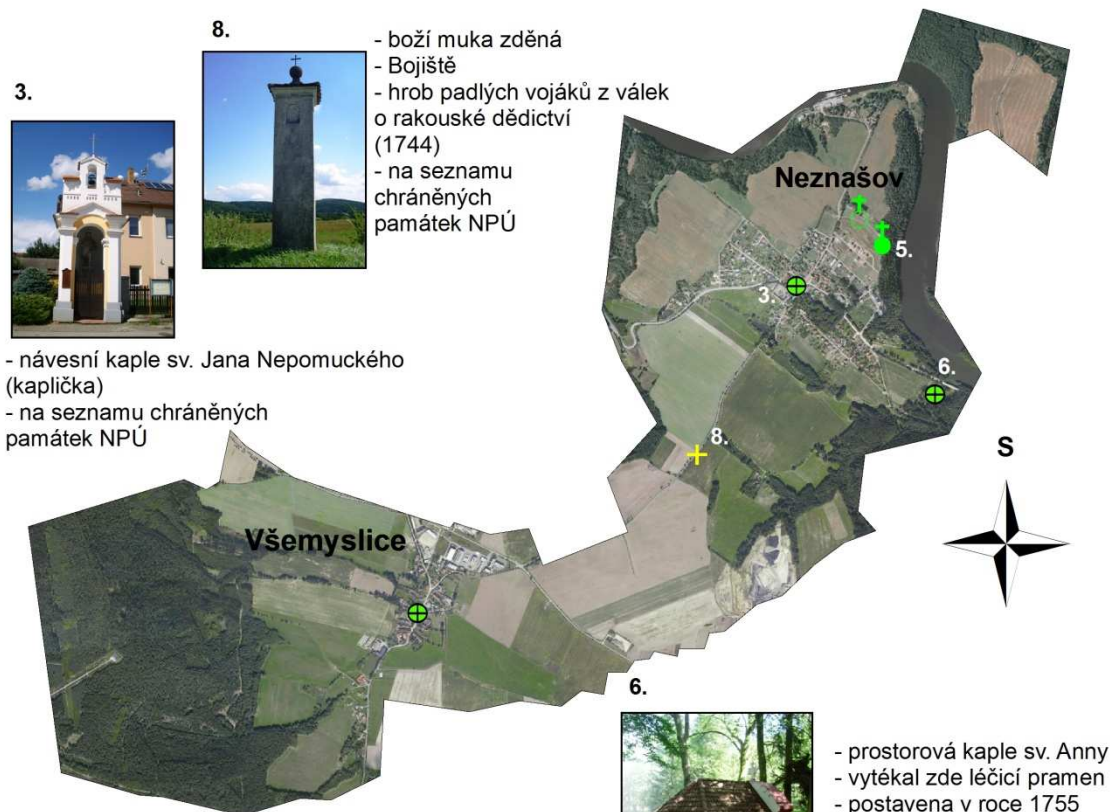 8.
- boží muka zděná
- Bojiště
- hrob padlých vojáků z válek
o rakouské dědictví
(1744)
- na seznamu
chráněných
památek NPÚ
3.
- návesní kaple sv. Jana Nepomuckého
(kaplička)
- na seznamu chráněných
památek NPÚ
Neznašov
5.
3.
6.
8.
S
Všemyslice
6.
- prostorová kaple sv. Anny
- vytékal zde léčicí pramen
- postavena v roce 1755